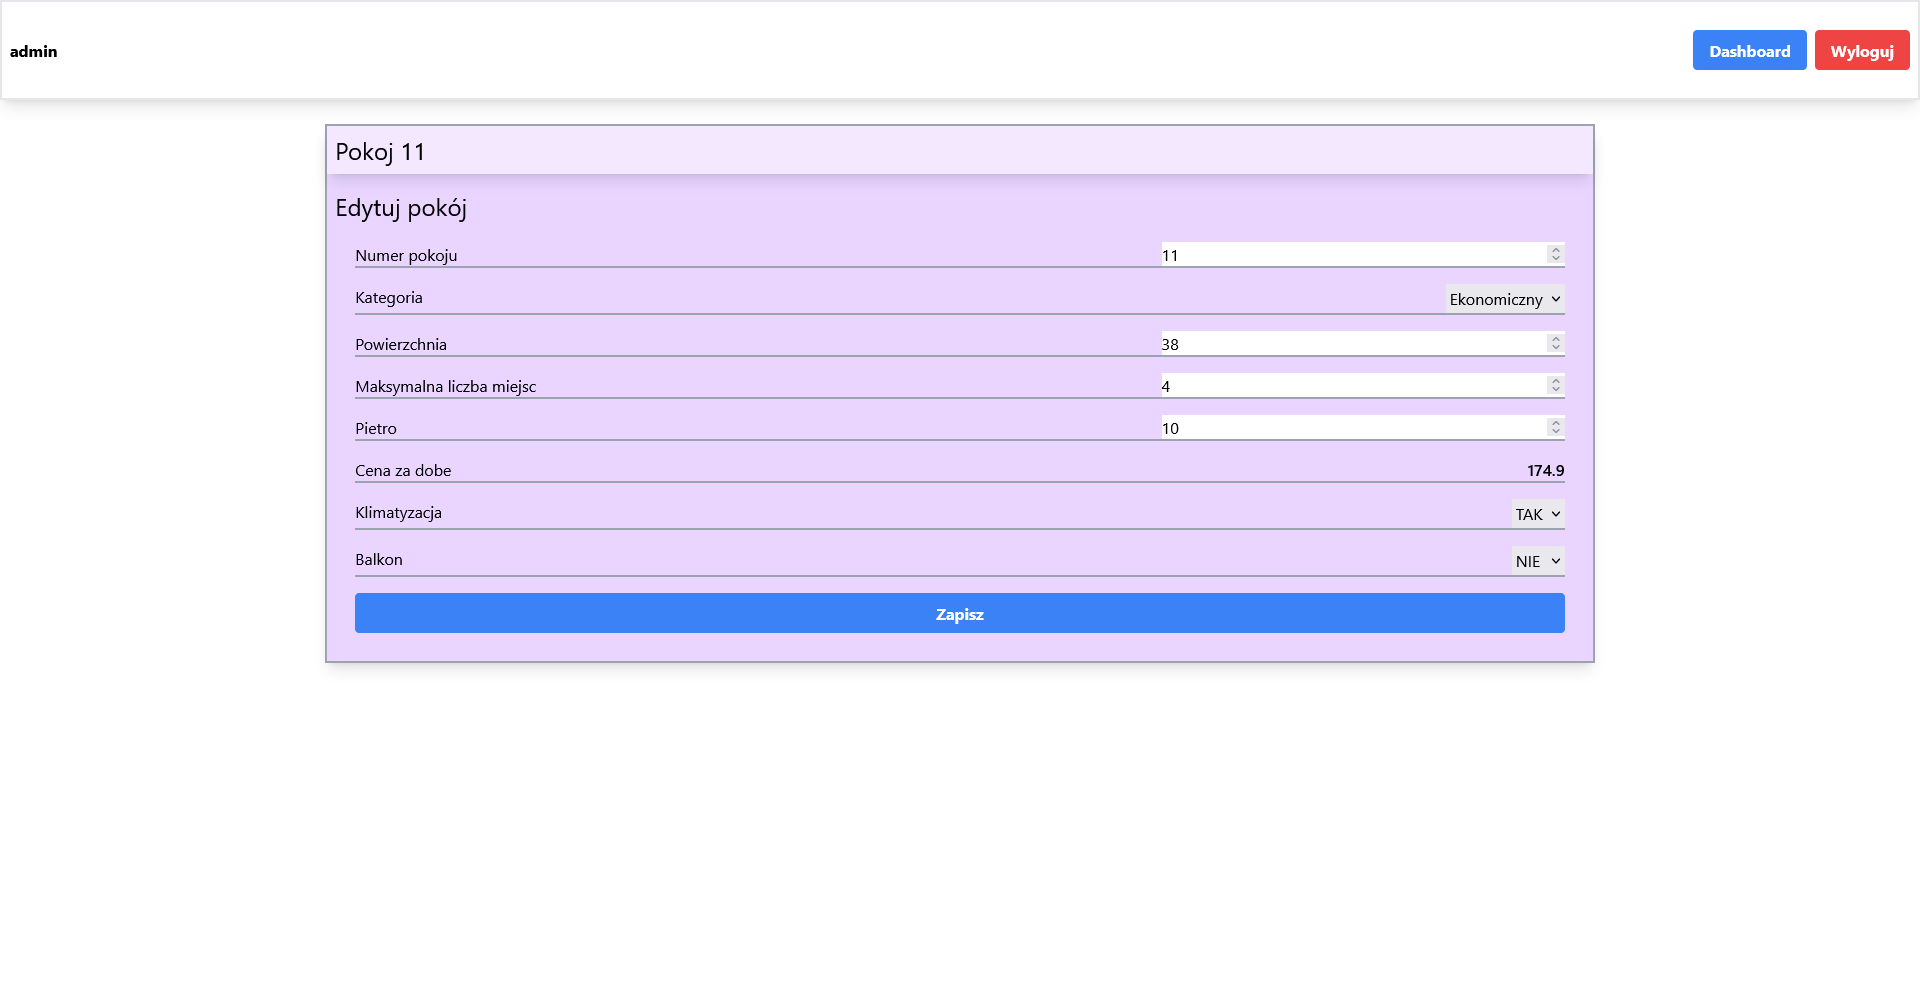 admin
Dashboard
Wyloguj
Pokoj 11
Edytuj pokój
Numer pokoju 11
Kategoria Ekonomiczny
Powierzchnia 38
Maksymalna liczba miejsc 4
Pietro 10
Cena za dobe 174.9
Klimatyzacja TAK
Balkon NIE
Zapisz